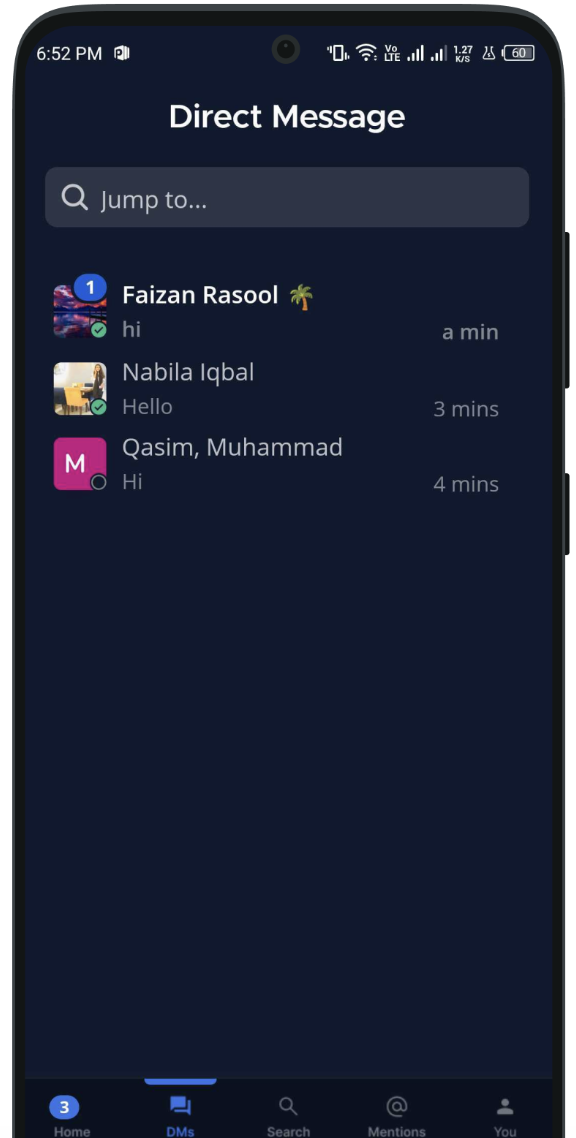 6:52 PM
Vo LTE
1.27 K/S
60
Direct Message
Jump to...
1
Faizan Rasool 🌴
hi
a min
Nabila Iqbal
Hello
3 mins
M
Qasim, Muhammad
Hi
4 mins
3
Home
DMs
Search
Mentions
You